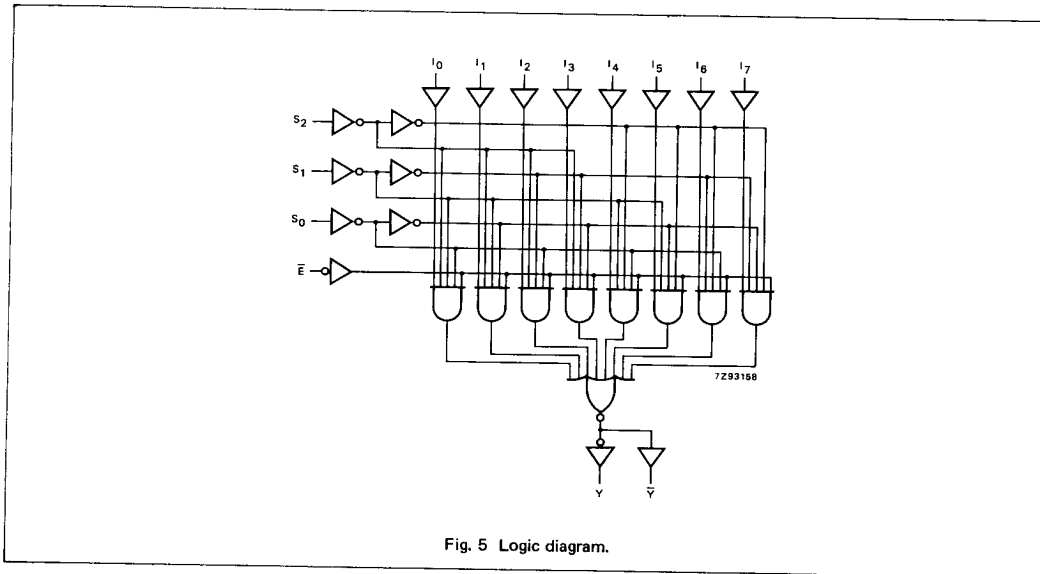 I0 I1 I2 I3 I4 I5 I6 I7
S2
S1
S0
E̅
7Z93158
Y Y̅
Fig. 5 Logic diagram.